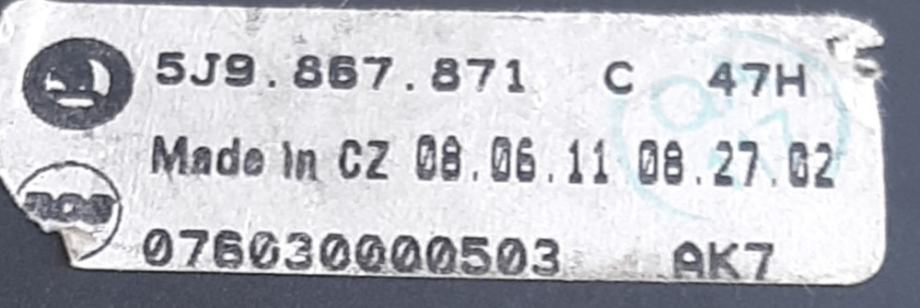 5J9.867.871 C 47H
Made in CZ 08.06.11 08.27.02
076030000503 AK7